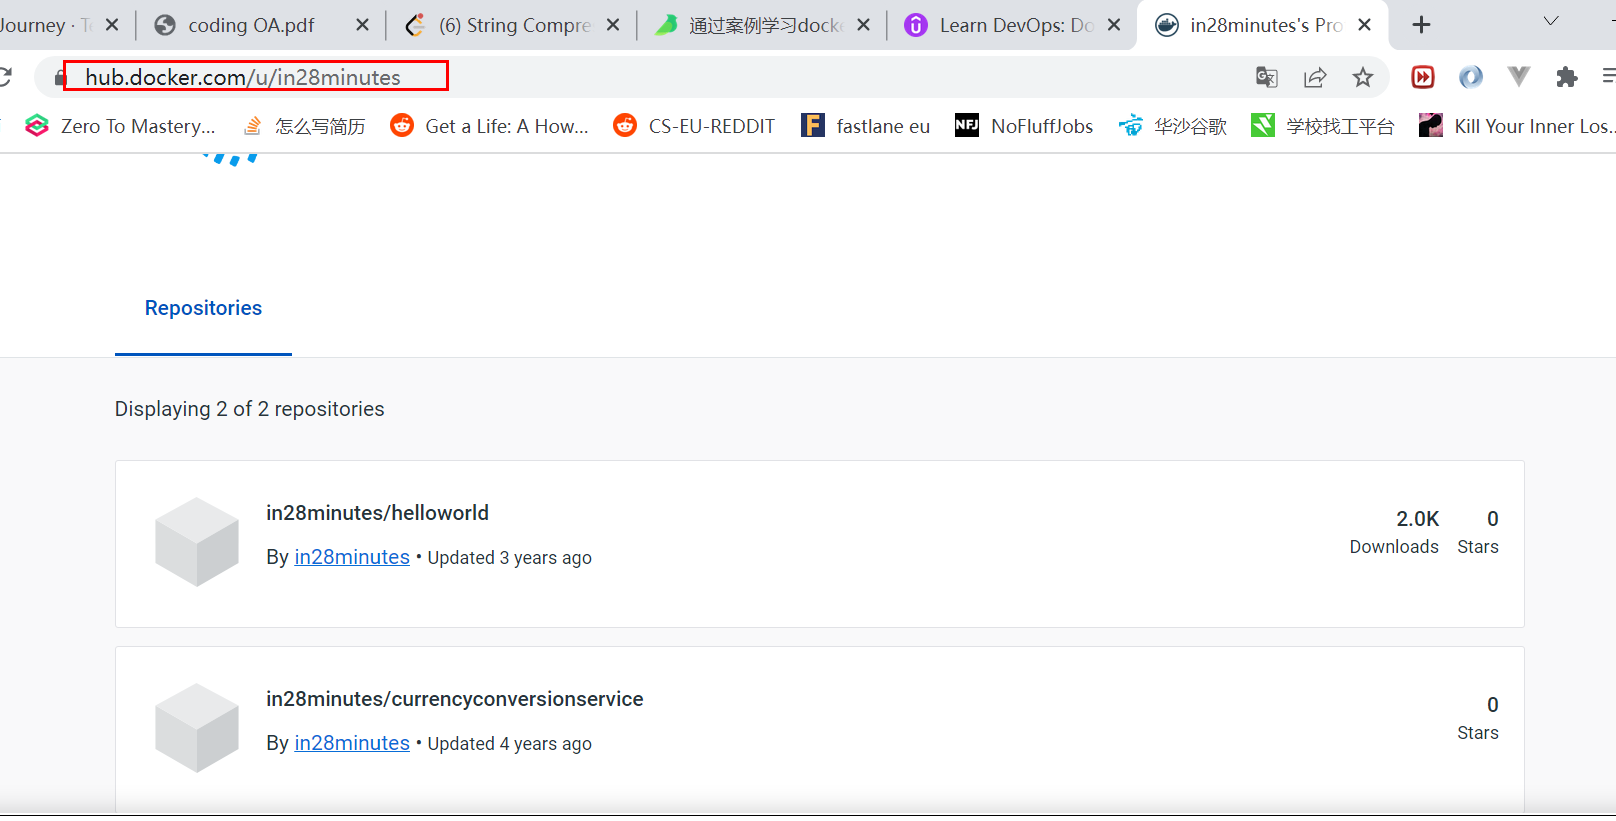 Journey · To
coding OA.pdf
(6) String Compre
通过案例学习docke
Learn DevOps: Do
in28minutes's Pro
hub.docker.com/u/in28minutes
Zero To Mastery...
怎么写简历
Get a Life: A How...
CS-EU-REDDIT
F
fastlane eu
NFJ
NoFluffJobs
华沙谷歌
学校找工平台
Kill Your Inner Los...
Repositories
Displaying 2 of 2 repositories
in28minutes/helloworld
2.0K
0
By in28minutes • Updated 3 years ago
Downloads
Stars
in28minutes/currencyconversionservice
0
By in28minutes • Updated 4 years ago
Stars